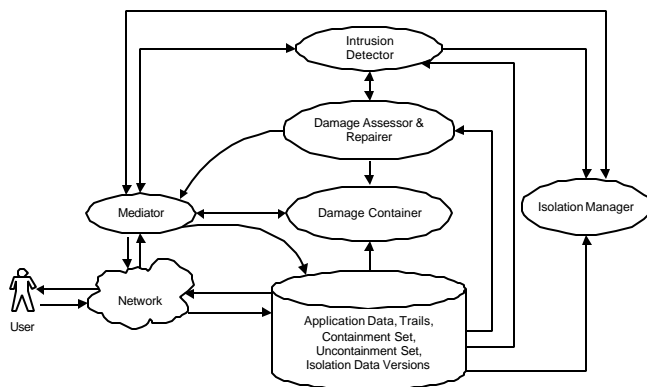 Intrusion
Detector
Damage Assessor &
Repairer
Mediator
Damage Container
Isolation Manager
Network
User
Application Data, Trails,
Containment Set,
Uncontainment Set,
Isolation Data Versions